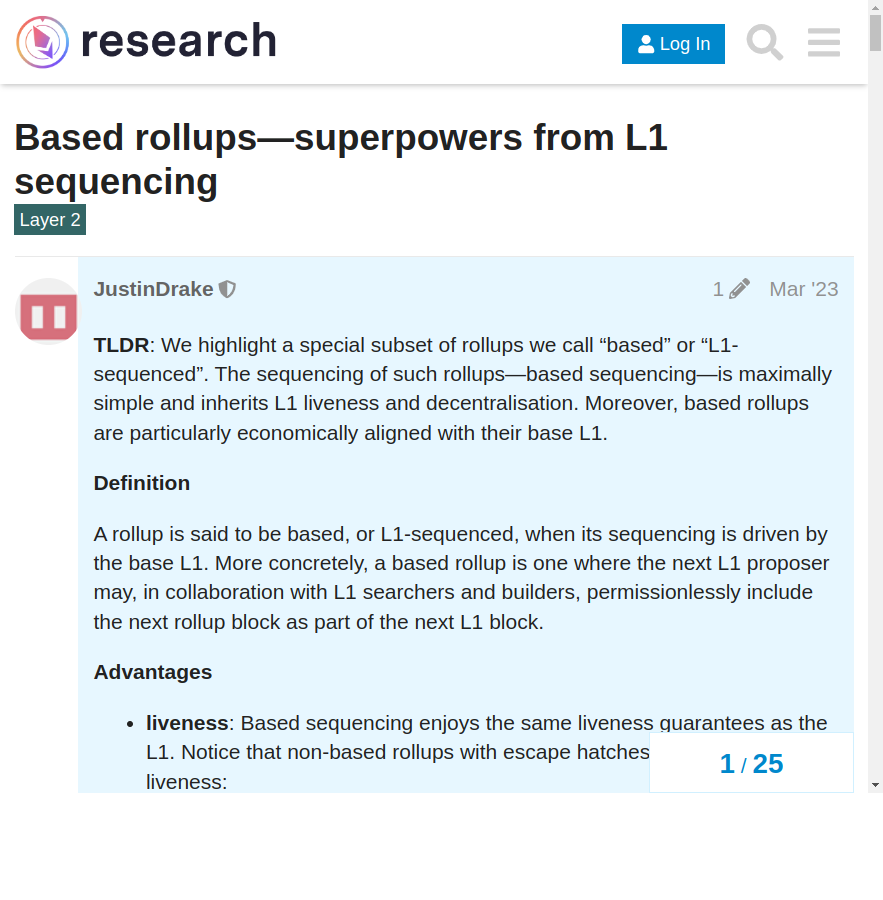 research
Log In
Based rollups—superpowers from L1
sequencing
Layer 2
JustinDrake
1
Mar '23
TLDR: We highlight a special subset of rollups we call “based” or “L1-
sequenced”. The sequencing of such rollups—based sequencing—is maximally
simple and inherits L1 liveness and decentralisation. Moreover, based rollups
are particularly economically aligned with their base L1.
Definition
A rollup is said to be based, or L1-sequenced, when its sequencing is driven by
the base L1. More concretely, a based rollup is one where the next L1 proposer
may, in collaboration with L1 searchers and builders, permissionlessly include
the next rollup block as part of the next L1 block.
Advantages
• liveness: Based sequencing enjoys the same liveness guarantees as the
L1. Notice that non-based rollups with escape hatches
liveness:
1 / 25